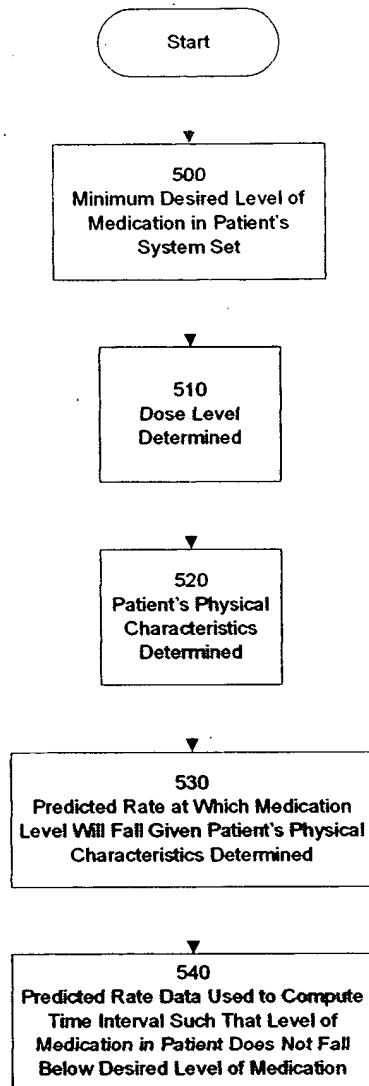 Start
500
Minimum Desired Level of
Medication in Patient's
System Set
510
Dose Level
Determined
520
Patient's Physical
Characteristics
Determined
530
Predicted Rate at Which Medication
Level Will Fall Given Patient's Physical
Characteristics Determined
540
Predicted Rate Data Used to Compute
Time Interval Such That Level of
Medication in Patient Does Not Fall
Below Desired Level of Medication